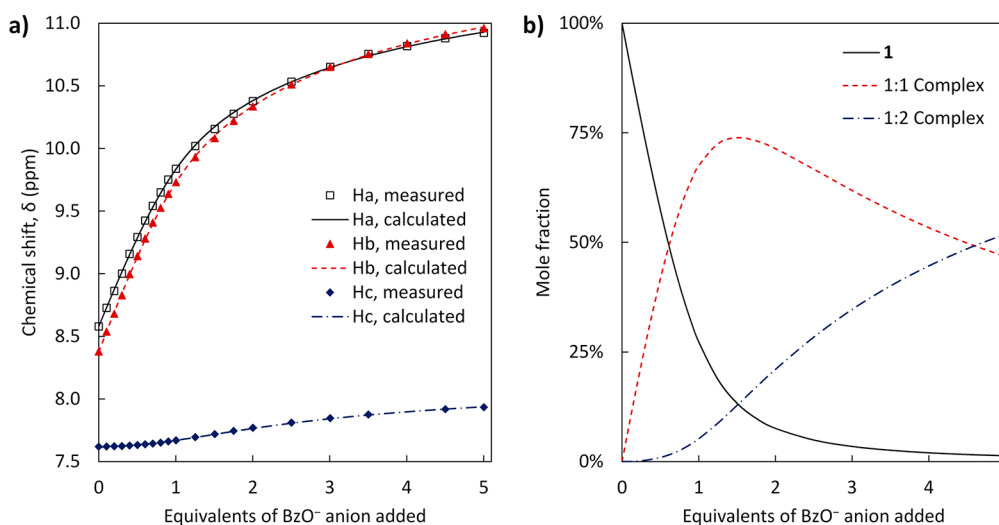 a)
Chemical shift, δ (ppm)
11.0
10.5
10.0
9.5
9.0
8.5
8.0
7.5
Ha, measured
Ha, calculated
Hb, measured
Hb, calculated
Hc, measured
Hc, calculated
0 1 2 3 4 5
Equivalents of BzO⁻ anion added
b)
Mole fraction
100%
75%
50%
25%
0%
1
1:1 Complex
1:2 Complex
0 1 2 3 4
Equivalents of BzO⁻ anion added